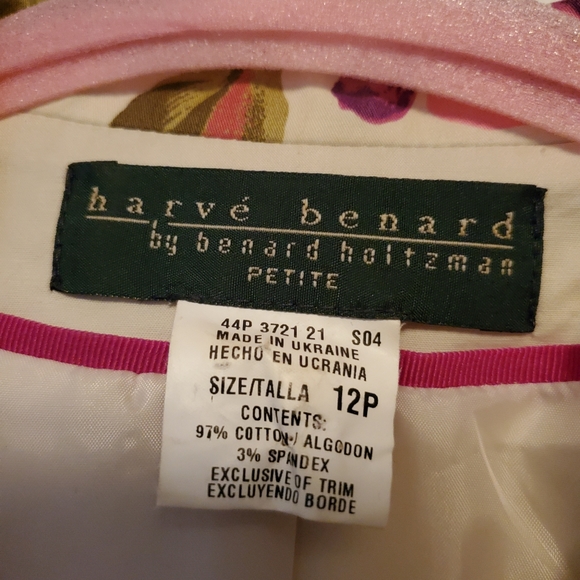 harvé benard
by benard holtzman
PETITE
44P 3721 21 S04
MADE IN UKRAINE
HECHO EN UCRANIA
SIZE/TALLA 12P
CONTENTS:
97% COTTON/ALGODON
3% SPANDEX
EXCLUSIVE OF TRIM
EXCLUYENDO BORDE